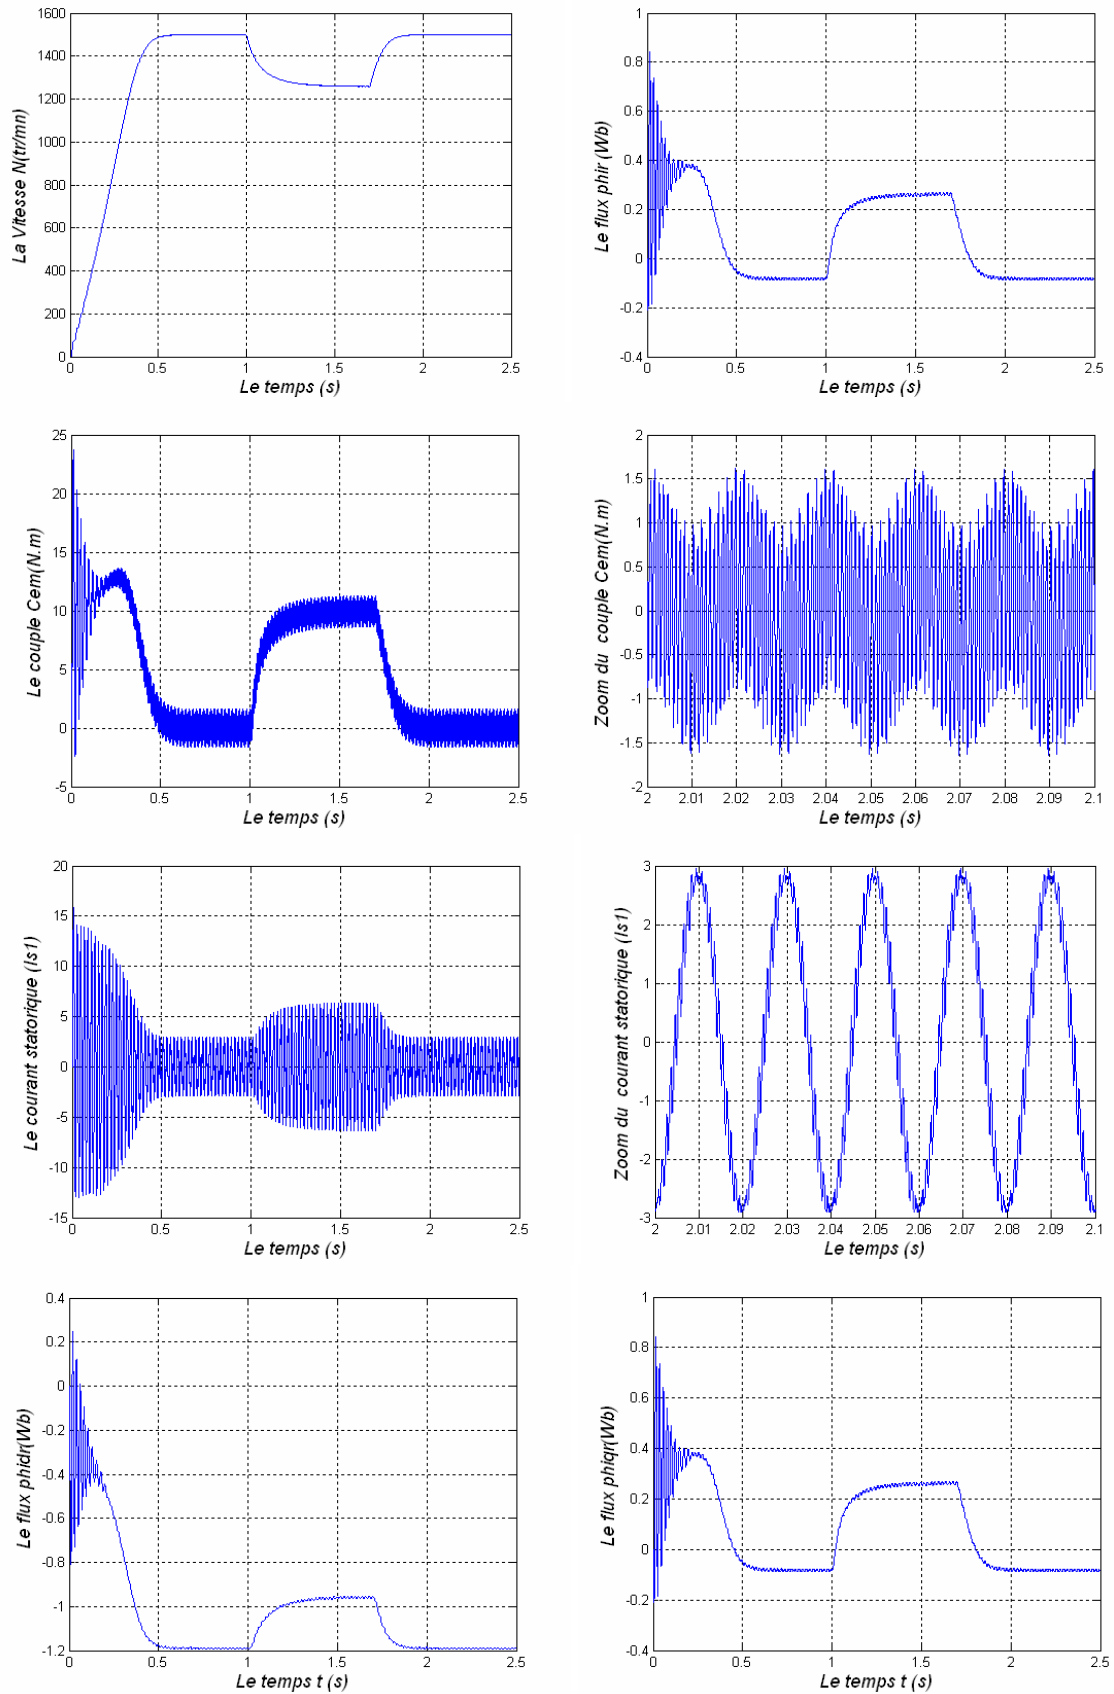 1600
1400
1200
1000
800
600
400
200
0
La Vitesse N(tr/mn)
0 0.5 1 1.5 2 2.5
Le temps (s)
1
0.8
0.6
0.4
0.2
0
-0.2
-0.4
Le flux phir (Wb)
0 0.5 1 1.5 2 2.5
Le temps (s)
25
20
15
10
5
0
-5
Le couple Cem(N.m)
0 0.5 1 1.5 2 2.5
Le temps (s)
2
1.5
1
0.5
0
-0.5
-1
-1.5
-2
Zoom du couple Cem(N.m)
2 2.01 2.02 2.03 2.04 2.05 2.06 2.07 2.08 2.09 2.1
Le temps (s)
20
15
10
5
0
-5
-10
-15
Le courant statorique (Is1)
0 0.5 1 1.5 2 2.5
Le temps (s)
3
2
1
0
-1
-2
-3
Zoom du courant statorique (Is1)
2 2.01 2.02 2.03 2.04 2.05 2.06 2.07 2.08 2.09 2.1
Le temps (s)
0.4
0.2
0
-0.2
-0.4
-0.6
-0.8
-1
-1.2
Le flux phidr(Wb)
0 0.5 1 1.5 2 2.5
Le temps t (s)
1
0.8
0.6
0.4
0.2
0
-0.2
-0.4
Le flux phiqr(Wb)
0 0.5 1 1.5 2 2.5
Le temps t (s)